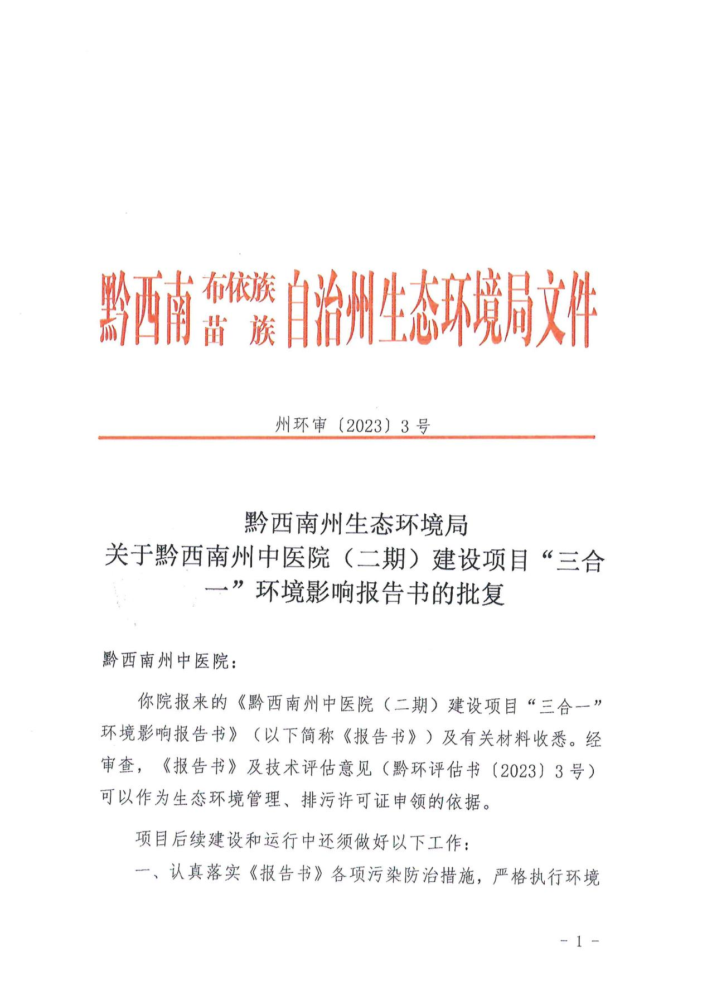 黔西南布依族苗族自治州生态环境局文件
州环审〔2023〕3号
黔西南州生态环境局
关于黔西南州中医院（二期）建设项目“三合
一”环境影响报告书的批复
黔西南州中医院：
你院报来的《黔西南州中医院（二期）建设项目“三合一”
环境影响报告书》（以下简称《报告书》）及有关材料收悉。经
审查，《报告书》及技术评估意见（黔环评估书〔2023〕3号）
可以作为生态环境管理、排污许可证申领的依据。
项目后续建设和运行中还须做好以下工作：
一、认真落实《报告书》各项污染防治措施，严格执行环境
- 1 -